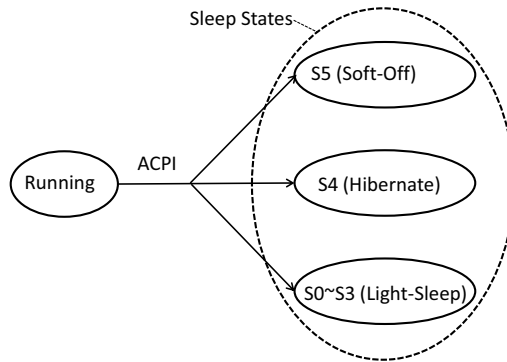 Sleep States
S5 (Soft-Off)
ACPI
Running
S4 (Hibernate)
S0~S3 (Light-Sleep)